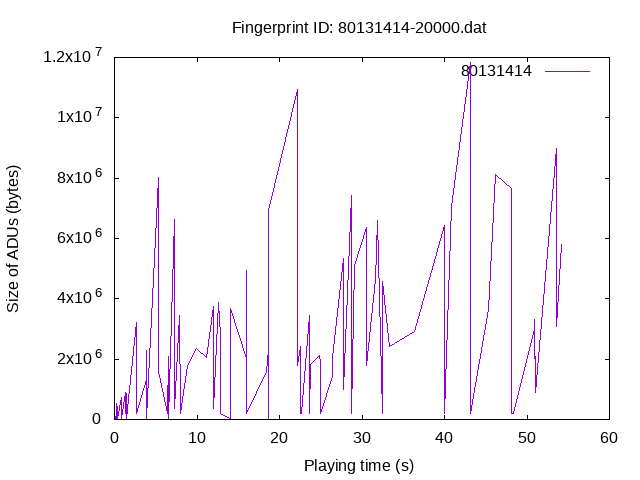 Fingerprint ID: 80131414-20000.dat
80131414
Size of ADUs (bytes)
1.2x10^7
1x10^7
8x10^6
6x10^6
4x10^6
2x10^6
0
0 10 20 30 40 50 60
Playing time (s)